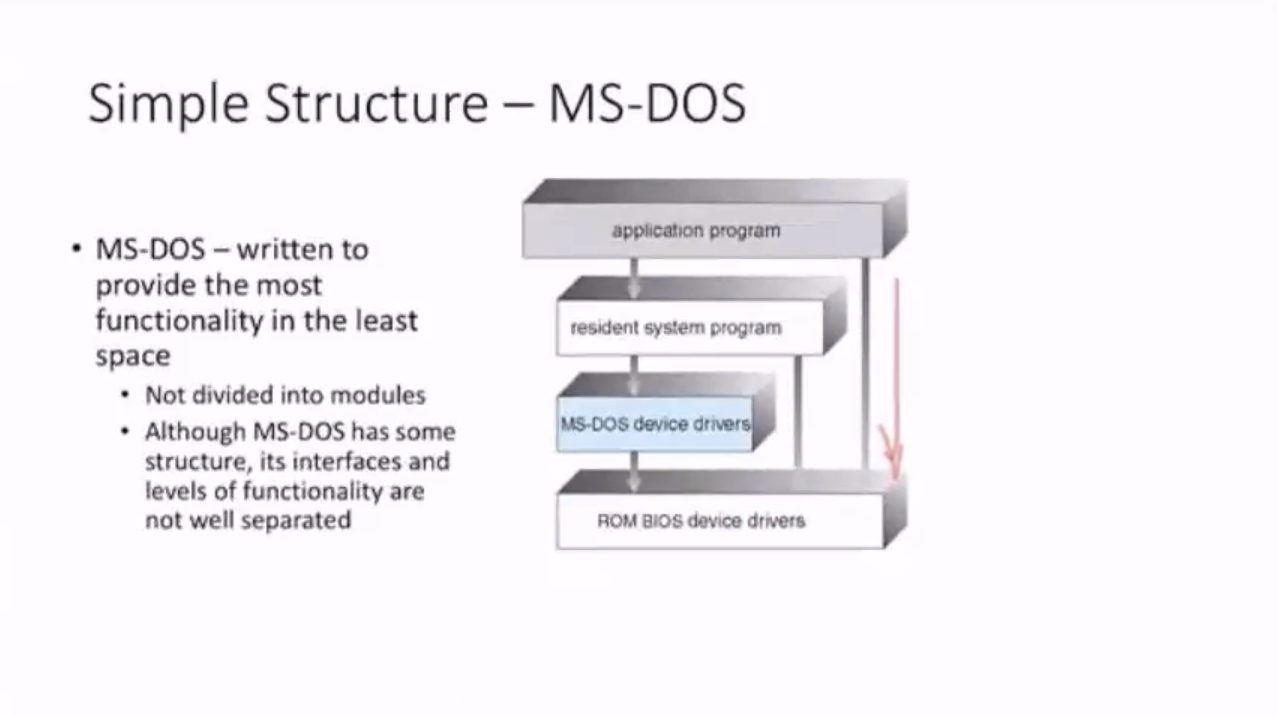 Simple Structure – MS-DOS
• MS-DOS – written to
provide the most
functionality in the least
space
• Not divided into modules
• Although MS-DOS has some
structure, its interfaces and
levels of functionality are
not well separated
application program
resident system program
MS-DOS device drivers
ROM BIOS device drivers